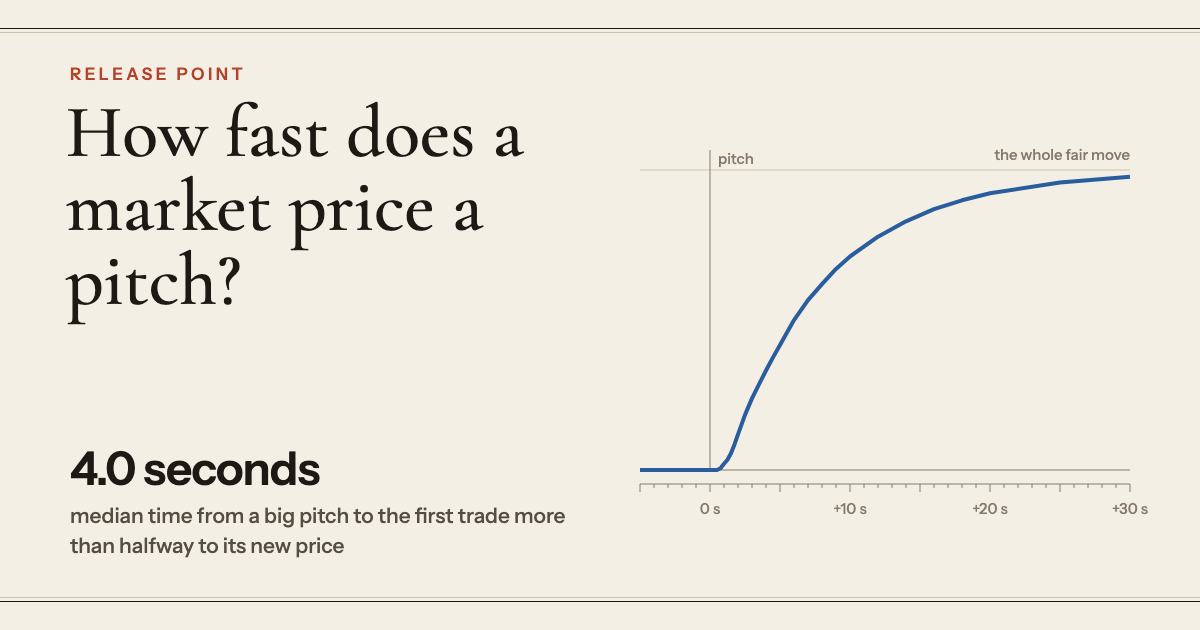 RELEASE POINT
How fast does a
market price a
pitch?
4.0 seconds
median time from a big pitch to the first trade more
than halfway to its new price
pitch
the whole fair move
0 s
+10 s
+20 s
+30 s